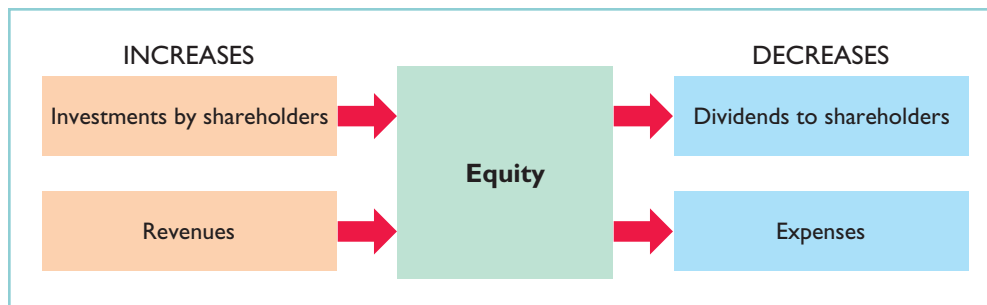 INCREASES
DECREASES
Investments by shareholders
Dividends to shareholders
Equity
Revenues
Expenses